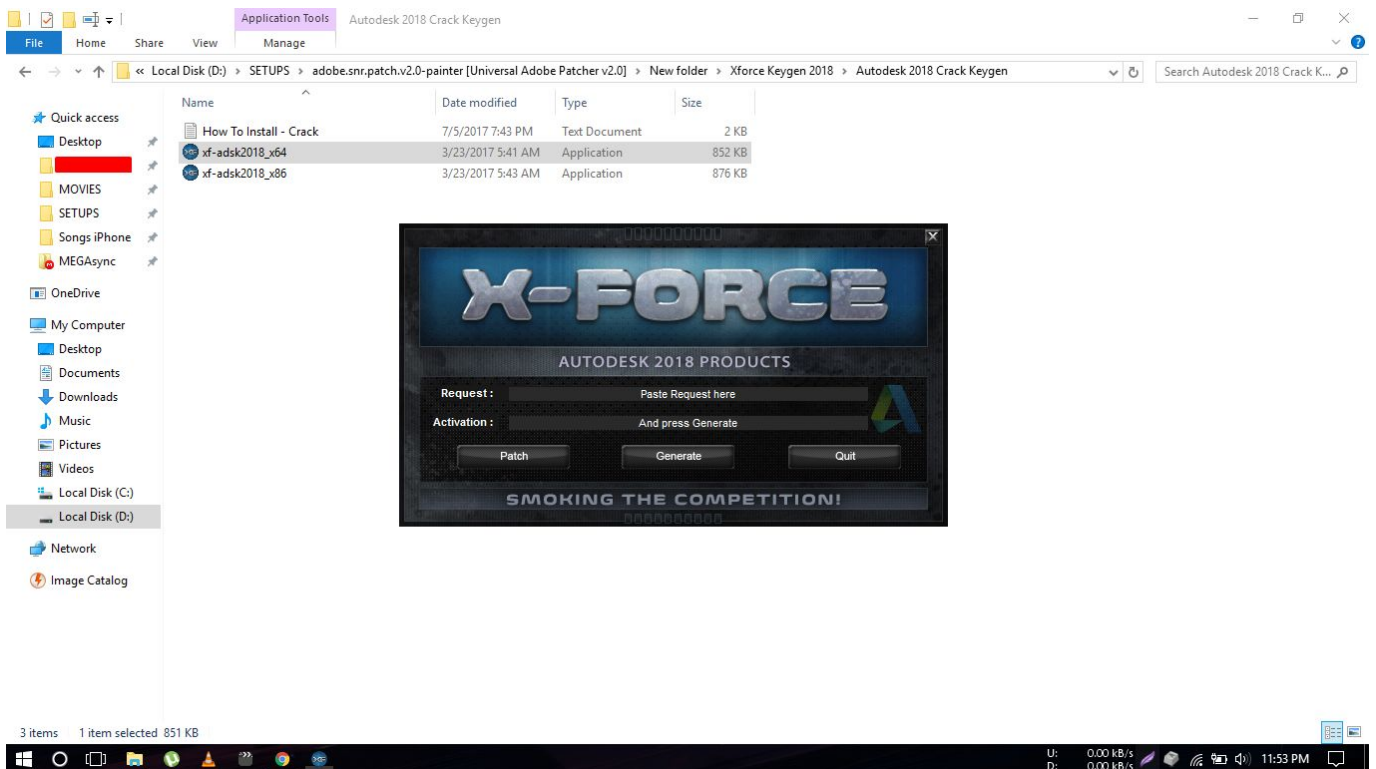 Application Tools
Autodesk 2018 Crack Keygen
File
Home
Share
View
Manage
« Local Disk (D:) > SETUPS > adobe.snr.patch.v2.0-painter [Universal Adobe Patcher v2.0] > New folder > Xforce Keygen 2018 > Autodesk 2018 Crack Keygen
Search Autodesk 2018 Crack K...
Name
Date modified
Type
Size
How To Install - Crack
7/5/2017 7:43 PM
Text Document
2 KB
xf-adsk2018_x64
3/23/2017 5:41 AM
Application
852 KB
xf-adsk2018_x86
3/23/2017 5:43 AM
Application
876 KB
Quick access
Desktop
MOVIES
SETUPS
Songs iPhone
MEGAsync
OneDrive
My Computer
Desktop
Documents
Downloads
Music
Pictures
Videos
Local Disk (C:)
Local Disk (D:)
Network
Image Catalog
X-FORCE
AUTODESK 2018 PRODUCTS
Request :
Paste Request here
Activation :
And press Generate
Patch
Generate
Quit
SMOKING THE COMPETITION!
3 items
1 item selected 851 KB
U: 0.00 kB/s
D: 0.00 kB/s
11:53 PM